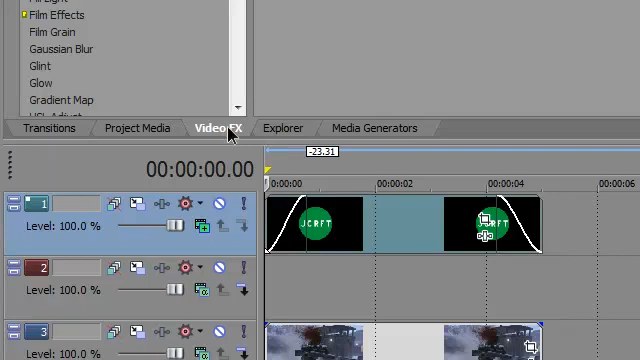 Film Effects
Film Grain
Gaussian Blur
Glint
Glow
Gradient Map
Transitions Project Media Video FX Explorer Media Generators
-23.31
00:00:00.00
0:00:00 00:00:02 00:00:04 00:00:06
1
Level: 100.0 %
JCRFT
JCRFT
2
Level: 100.0 %
3
Level: 100.0 %